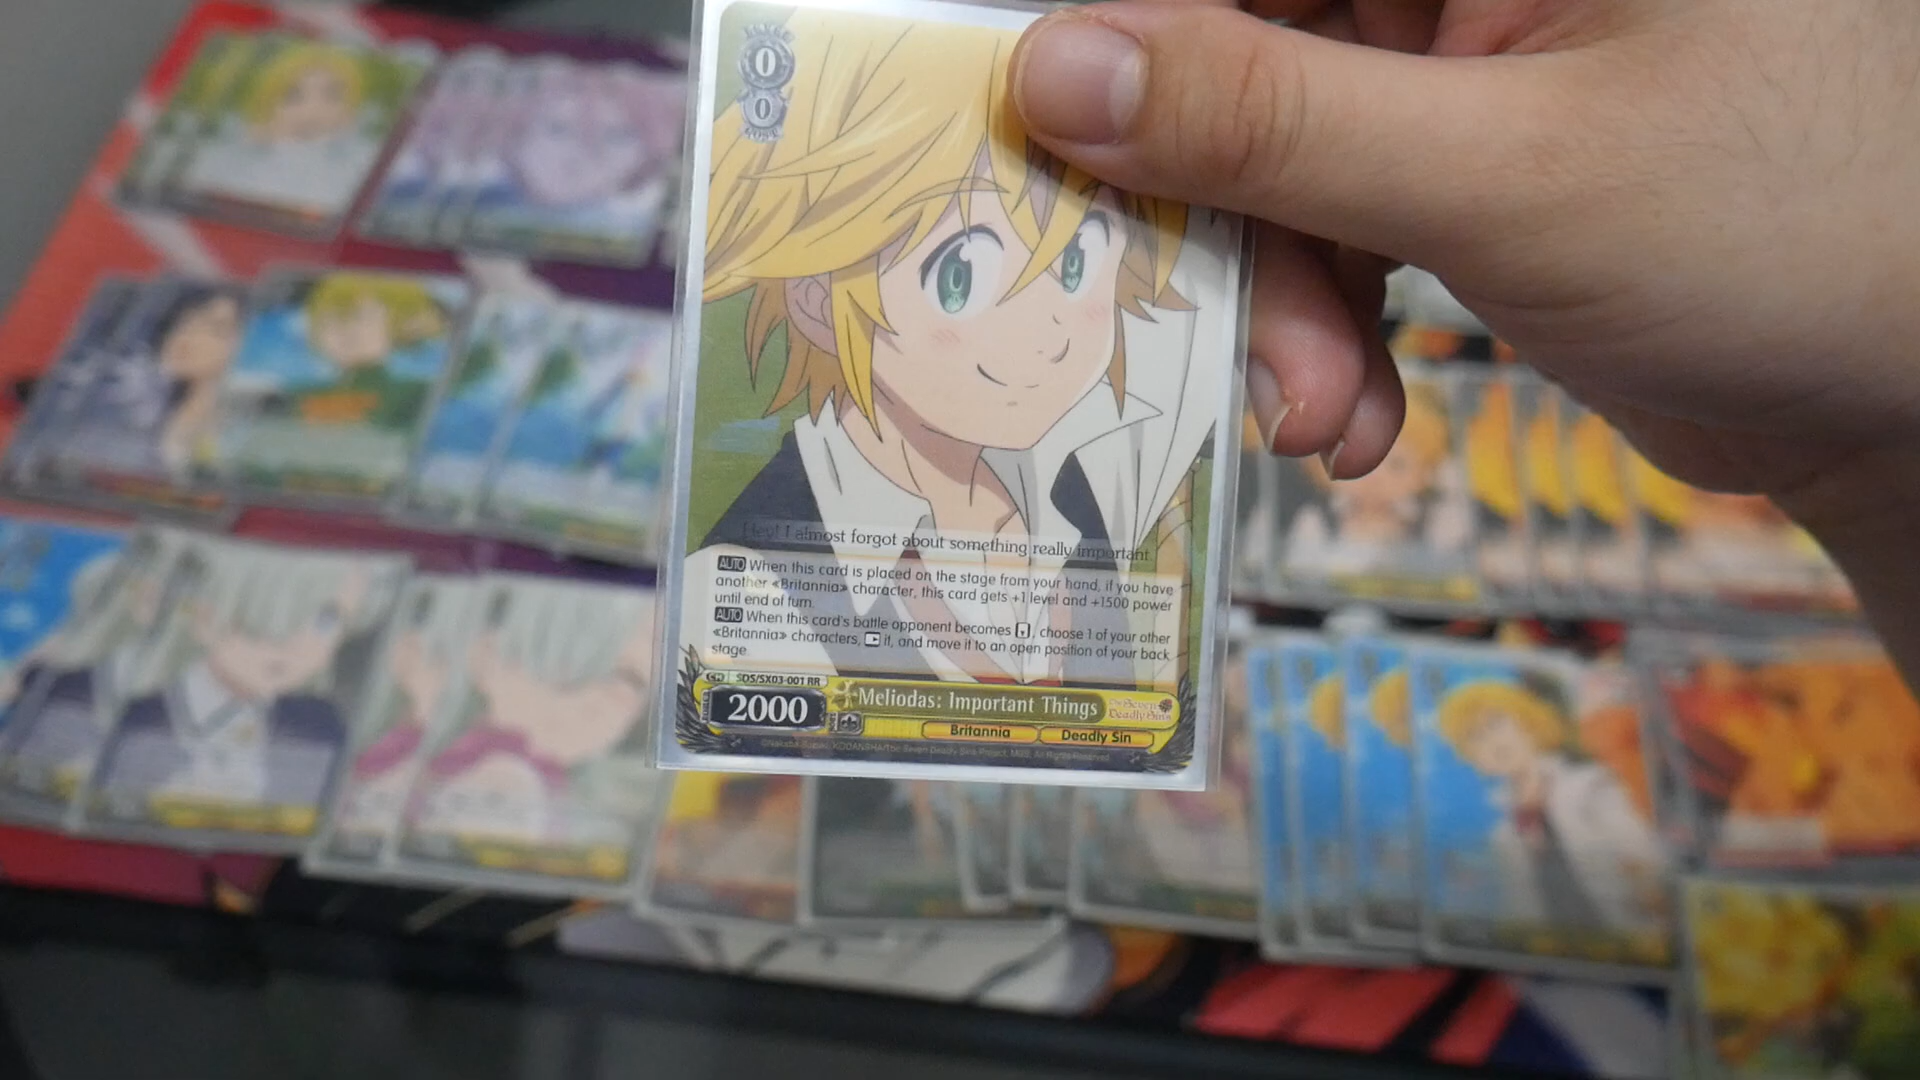 LEVEL
0
0
COST
Hey! I almost forgot about something really important.
AUTO When this card is placed on the stage from your hand, if you have
another «Britannia» character, this card gets +1 level and +1500 power
until end of turn.
AUTO When this card's battle opponent becomes , choose 1 of your other
«Britannia» characters, it, and move it to an open position of your back
stage.
SDS/SX03-001 RR
2000
Meliodas: Important Things
The Seven
Deadly Sins
Britannia
Deadly Sin
©Nakaba Suzuki, KODANSHA/The Seven Deadly Sins Project, MBS. All Rights Reserved.